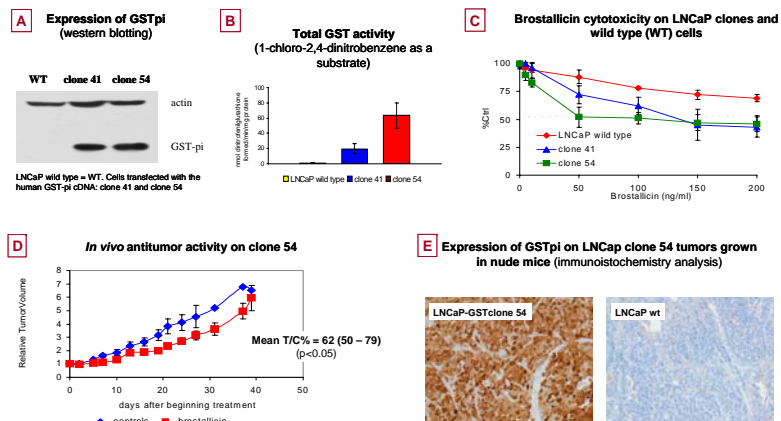 A
Expression of GSTpi
(western blotting)
WT clone 41 clone 54
actin
GST-pi
LNCaP wild type = WT. Cells transfected with the
human GST-pi cDNA: clone 41 and clone 54
B
Total GST activity
(1-chloro-2,4-dinitrobenzene as a
substrate)
100
80
60
40
20
0
LNCaP wild type clone 41 clone 54
C
Brostallicin cytotoxicity on LNCaP clones and
wild type (WT) cells
%Ctrl
100
75
50
25
0
LNCaP wild type
clone 41
clone 54
0 50 100 150 200
Brostallicin (ng/ml)
D
In vivo antitumor activity on clone 54
Relative TumorVolume
8
7
6
5
4
3
2
1
0 10 20 30 40 50
days after beginning treatment
Mean T/C% = 62 (50 – 79)
(p<0.05)
controls brostallicin
E
Expression of GSTpi on LNCap clone 54 tumors grown
in nude mice (immunoistochemistry analysis)
LNCaP-GSTclone 54
LNCaP wt